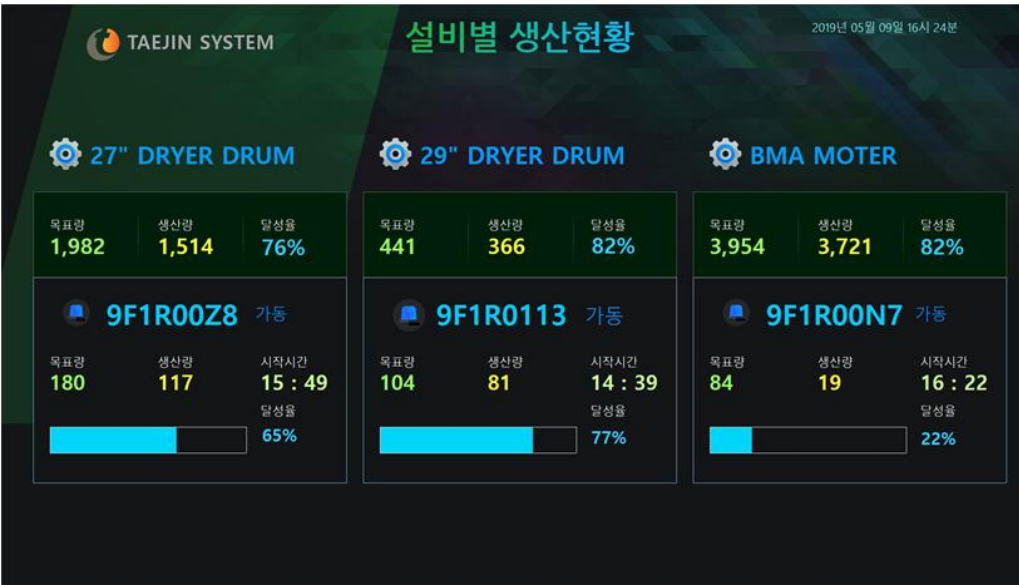 TAEJIN SYSTEM
설비별 생산현황
2019년 05월 09일 16시 24분
27" DRYER DRUM
29" DRYER DRUM
BMA MOTER
목표량 생산량 달성율
1,982 1,514 76%
목표량 생산량 달성율
441 366 82%
목표량 생산량 달성율
3,954 3,721 82%
9F1R00Z8 가동
목표량 생산량 시작시간
180 117 15 : 49
달성율
65%
9F1R0113 가동
목표량 생산량 시작시간
104 81 14 : 39
달성율
77%
9F1R00N7 가동
목표량 생산량 시작시간
84 19 16 : 22
달성율
22%